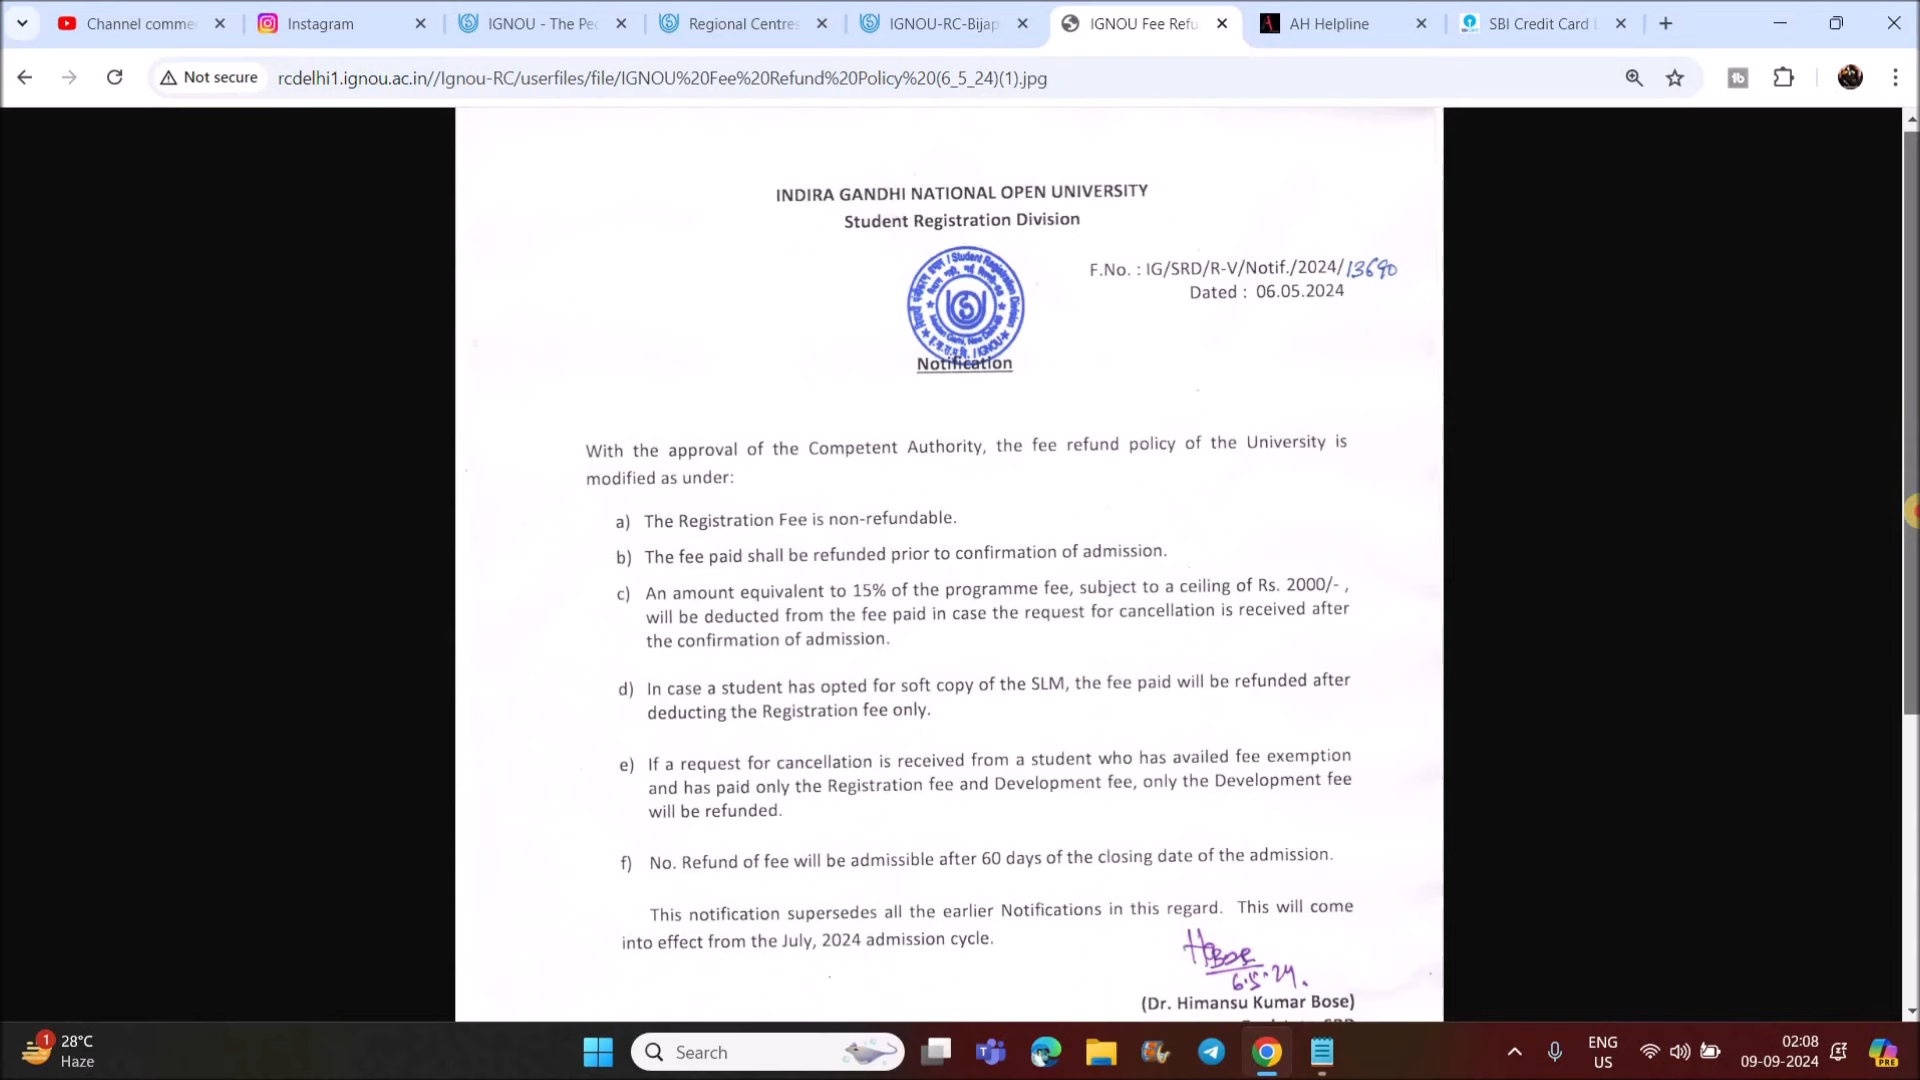 Channel comme
Instagram
IGNOU - The Pe
Regional Centres
IGNOU-RC-Bijap
IGNOU Fee Refu
AH Helpline
SBI Credit Card
Not secure
rcdelhi1.ignou.ac.in//Ignou-RC/userfiles/file/IGNOU%20Fee%20Refund%20Policy%20(6_5_24)(1).jpg
INDIRA GANDHI NATIONAL OPEN UNIVERSITY
Student Registration Division
F.No. : IG/SRD/R-V/Notif./2024/13690
Dated : 06.05.2024
Notification
With the approval of the Competent Authority, the fee refund policy of the University is
modified as under:
a) The Registration Fee is non-refundable.
b) The fee paid shall be refunded prior to confirmation of admission.
c) An amount equivalent to 15% of the programme fee, subject to a ceiling of Rs. 2000/- ,
will be deducted from the fee paid in case the request for cancellation is received after
the confirmation of admission.
d) In case a student has opted for soft copy of the SLM, the fee paid will be refunded after
deducting the Registration fee only.
e) If a request for cancellation is received from a student who has availed fee exemption
and has paid only the Registration fee and Development fee, only the Development fee
will be refunded.
f) No. Refund of fee will be admissible after 60 days of the closing date of the admission.
This notification supersedes all the earlier Notifications in this regard. This will come
into effect from the July, 2024 admission cycle.
HBose
6.5.24.
(Dr. Himansu Kumar Bose)
1
28°C
Haze
Search
ENG
US
02:08
09-09-2024
PRE